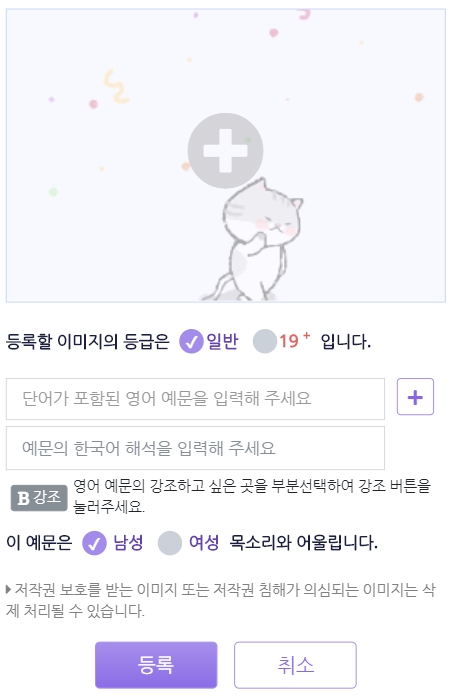 등록할 이미지의 등급은 일반 19+ 입니다.
단어가 포함된 영어 예문을 입력해 주세요
예문의 한국어 해석을 입력해 주세요
B 강조 영어 예문의 강조하고 싶은 곳을 부분선택하여 강조 버튼을
눌러주세요.
이 예문은 남성 여성 목소리와 어울립니다.
저작권 보호를 받는 이미지 또는 저작권 침해가 의심되는 이미지는 삭
제 처리될 수 있습니다.
등록 취소